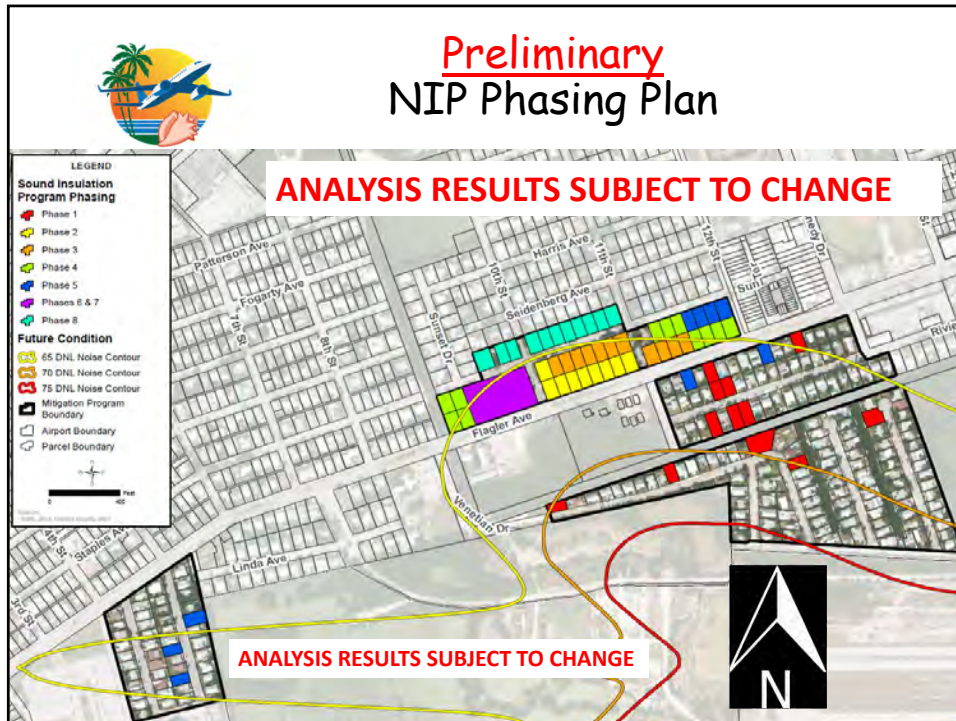 Preliminary
NIP Phasing Plan
ANALYSIS RESULTS SUBJECT TO CHANGE
LEGEND
Sound Insulation
Program Phasing
Phase 1
Phase 2
Phase 3
Phase 4
Phase 5
Phases 6 & 7
Phase 8
Future Condition
65 DNL Noise Contour
70 DNL Noise Contour
75 DNL Noise Contour
Mitigation Program
Boundary
Airport Boundary
Parcel Boundary
Feet
0 400
Patterson Ave
Fogarty Ave
7th St
8th St
Harris Ave
10th St
11th St
12th St
Seidenberg Ave
Sunset Dr
Flagler Ave
Venetian Dr
Linda Ave
Staples Ave
4th St
3rd St
ANALYSIS RESULTS SUBJECT TO CHANGE
N